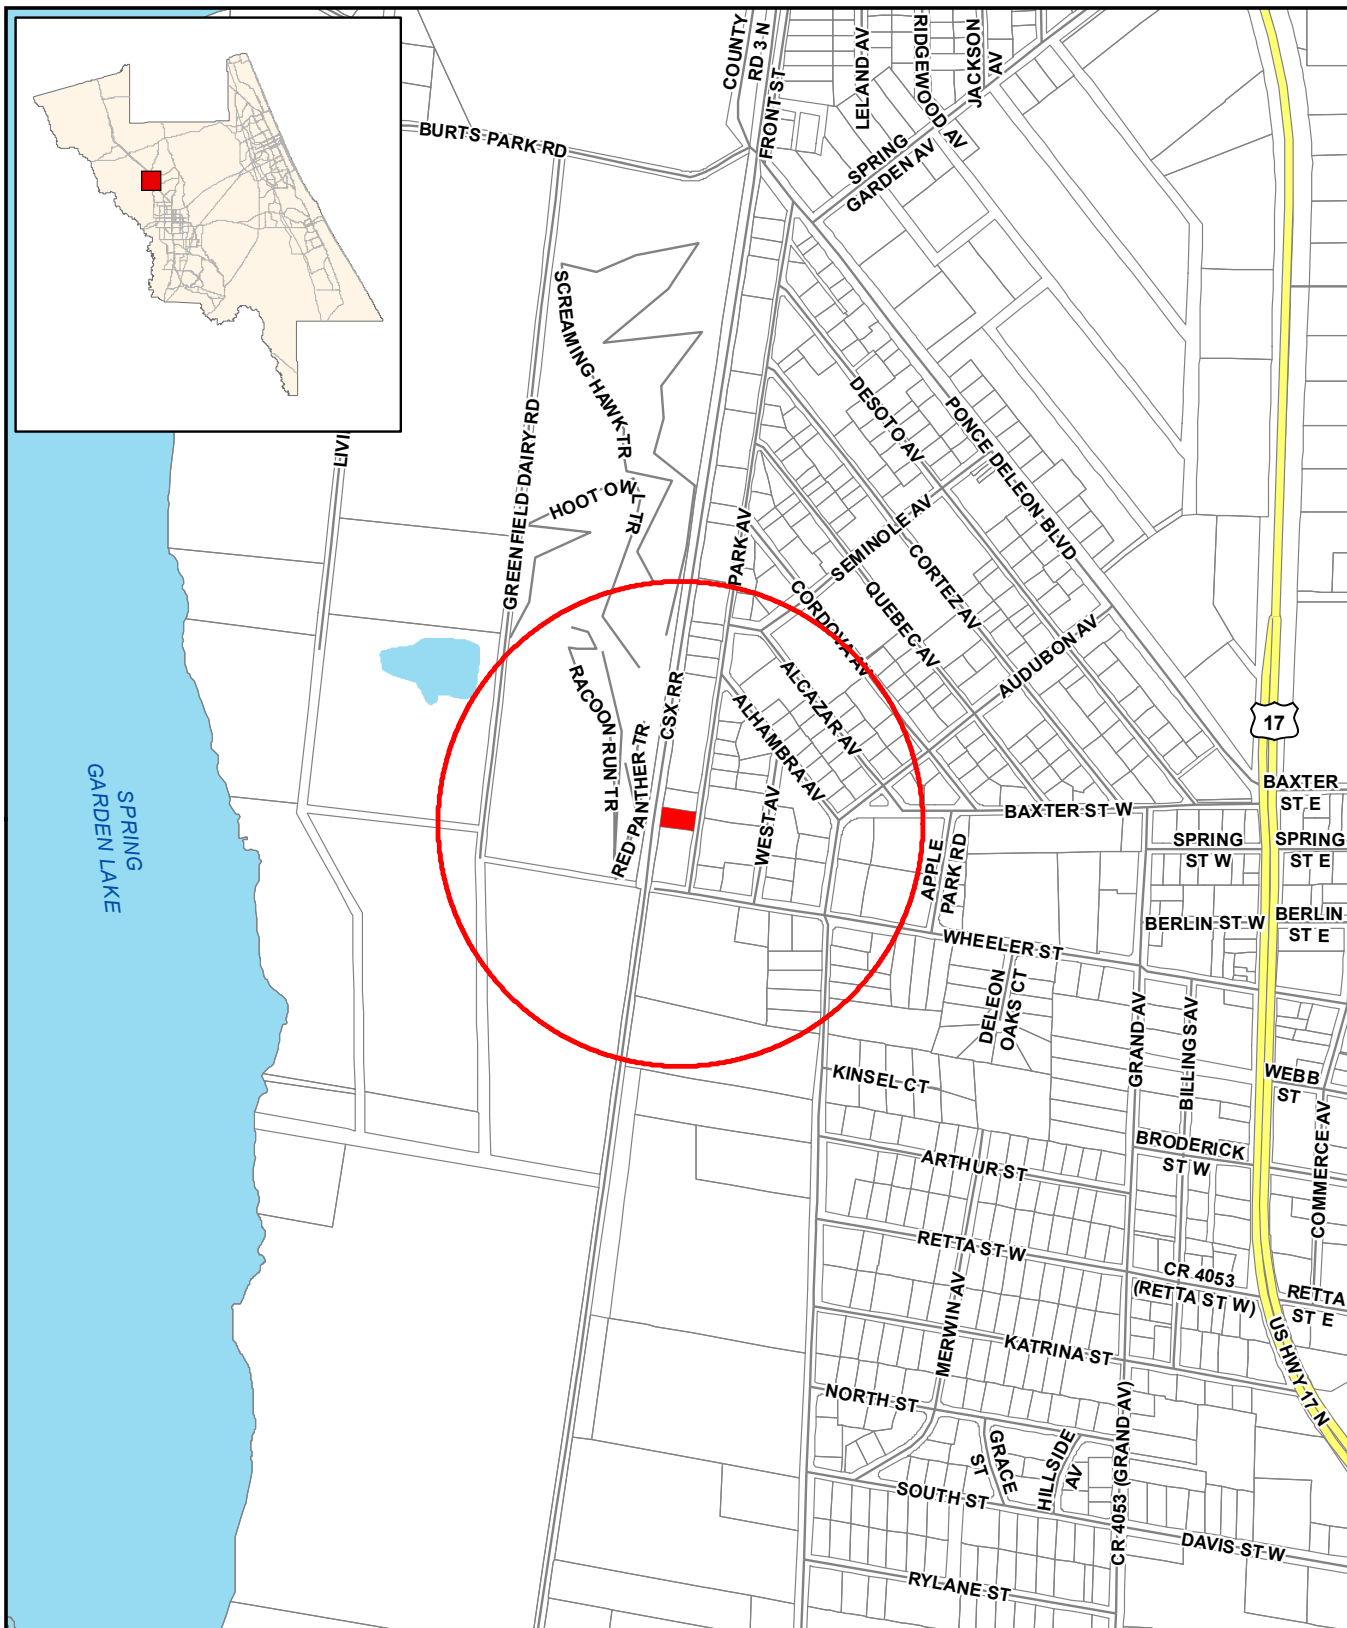 COUNTY
RD 3 N
FRONT ST
LELAND AV
RIDGEWOOD AV
JACKSON
AV
SPRING
GARDEN AV
BURTS PARK RD
SCREAMING HAWK TR
GREENFIELD DAIRY RD
HOOT OWL TR
PARK AV
DESOTO AV
PONCE DELEON BLVD
SEMINOLE AV
CORTEZ AV
QUEBEC AV
CORDOVA AV
AUDUBON AV
ALCAZAR AV
ALHAMBRA AV
RACOON RUN TR
RED PANTHER TR
CSX RR
WEST AV
17
BAXTER
ST E
BAXTER ST W
SPRING
ST W
SPRING
ST E
APPLE
PARK RD
BERLIN ST W
BERLIN
ST E
SPRING
GARDEN LAKE
WHEELER ST
DELEON
OAKS CT
GRAND AV
BILLINGS AV
KINSEL CT
WEBB
ST
COMMERCE AV
BRODERICK
ST W
ARTHUR ST
RETTA ST W
CR 4053
(RETTA ST W)
RETTA
ST E
MERWIN AV
KATRINA ST
US HWY 17 N
NORTH ST
GRACE
ST
HILLSIDE
AV
CR 4053 (GRAND AV)
SOUTH ST
DAVIS ST W
RYLANE ST